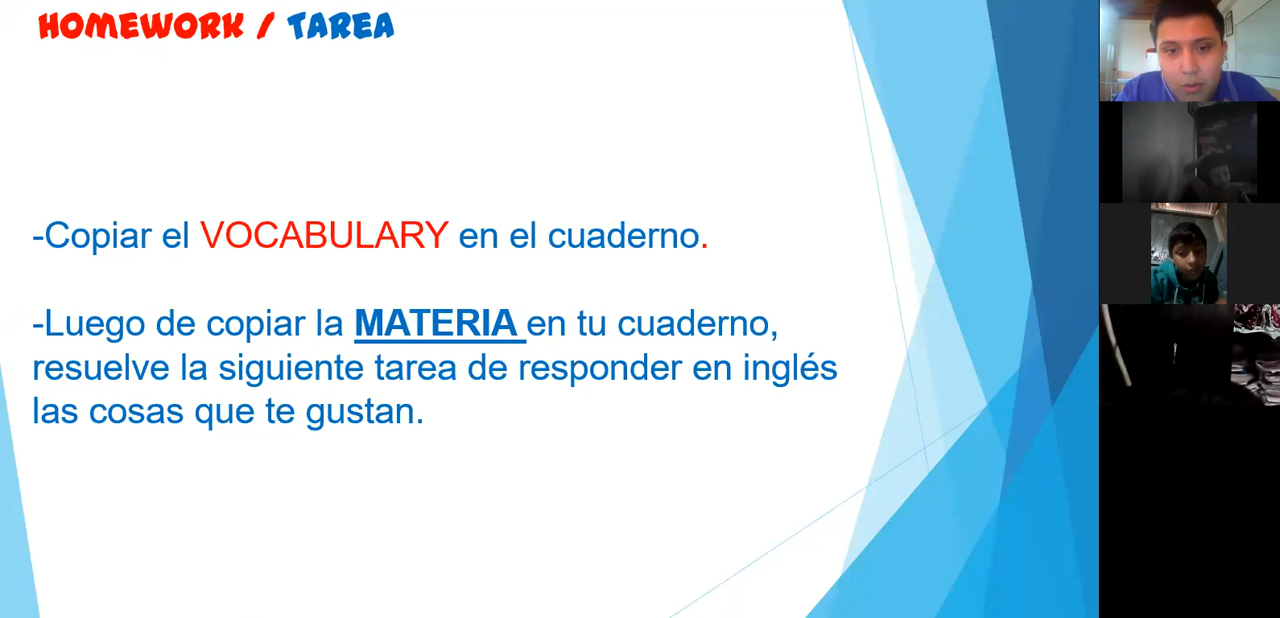 HOMEWORK / TAREA
-Copiar el VOCABULARY en el cuaderno.
-Luego de copiar la MATERIA en tu cuaderno,
resuelve la siguiente tarea de responder en inglés
las cosas que te gustan.